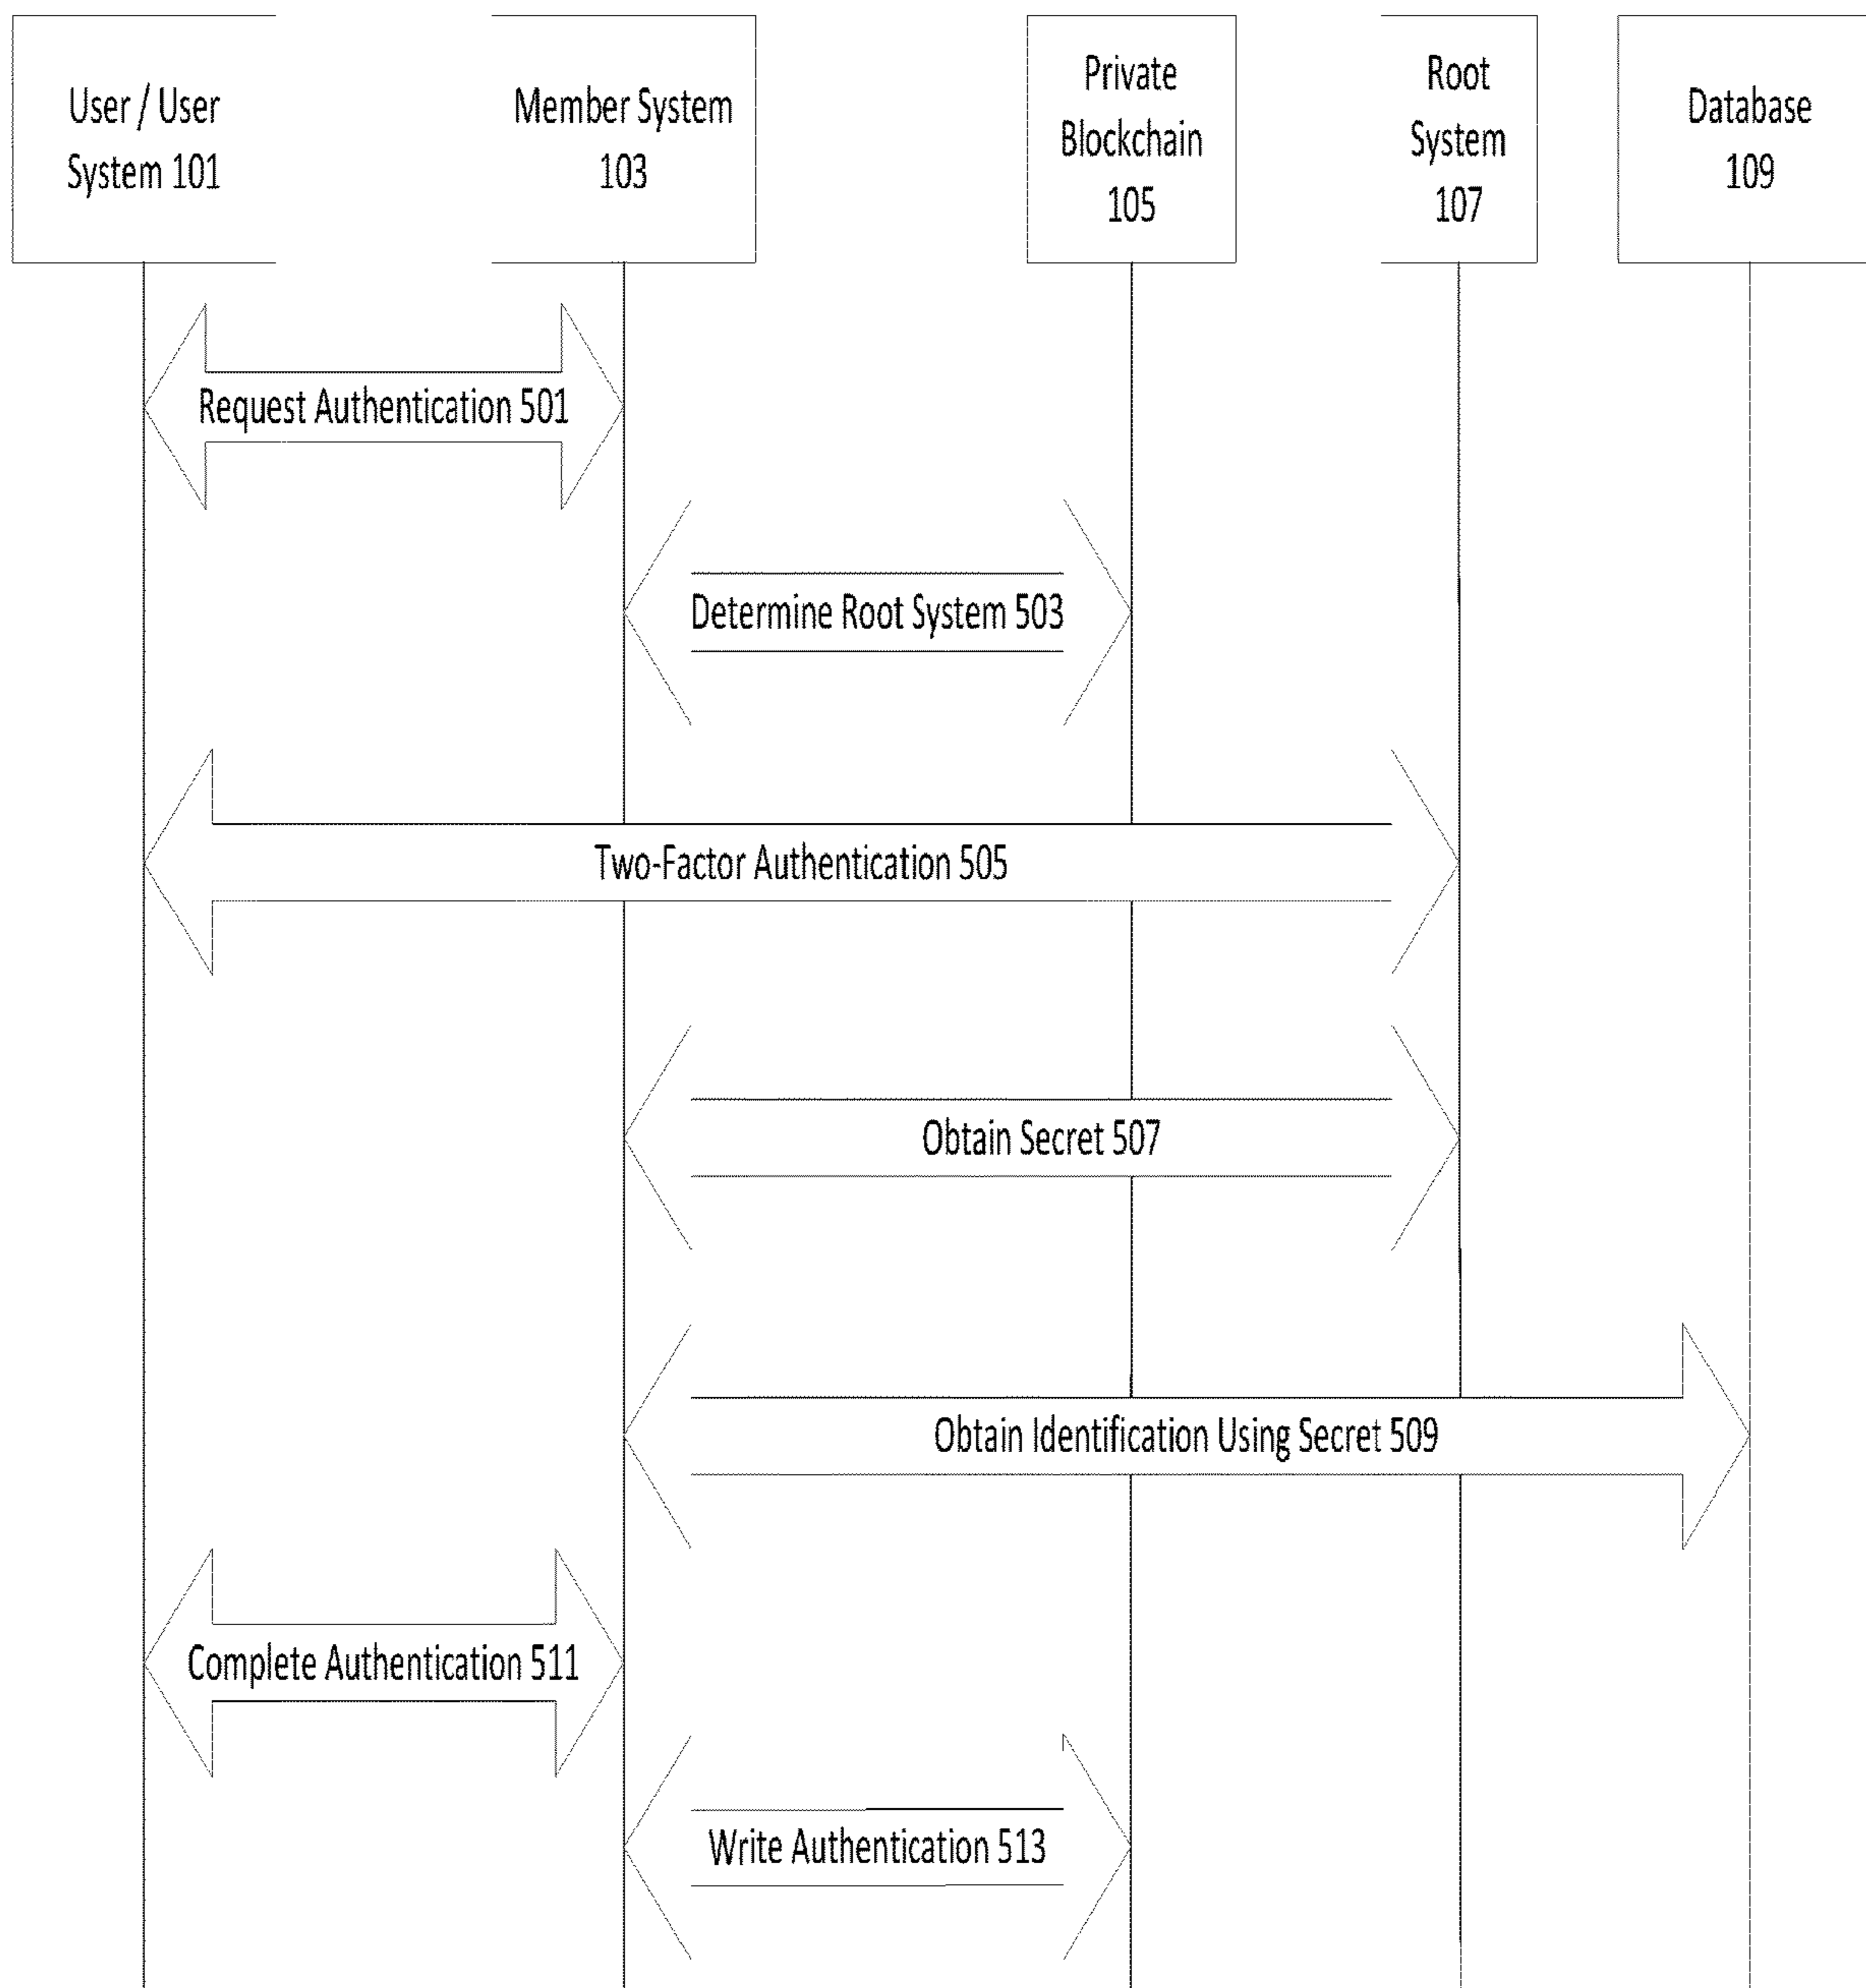 User / User
System 101
Member System
103
Private
Blockchain
105
Root
System
107
Database
109
Request Authentication 501
Determine Root System 503
Two-Factor Authentication 505
Obtain Secret 507
Obtain Identification Using Secret 509
Complete Authentication 511
Write Authentication 513